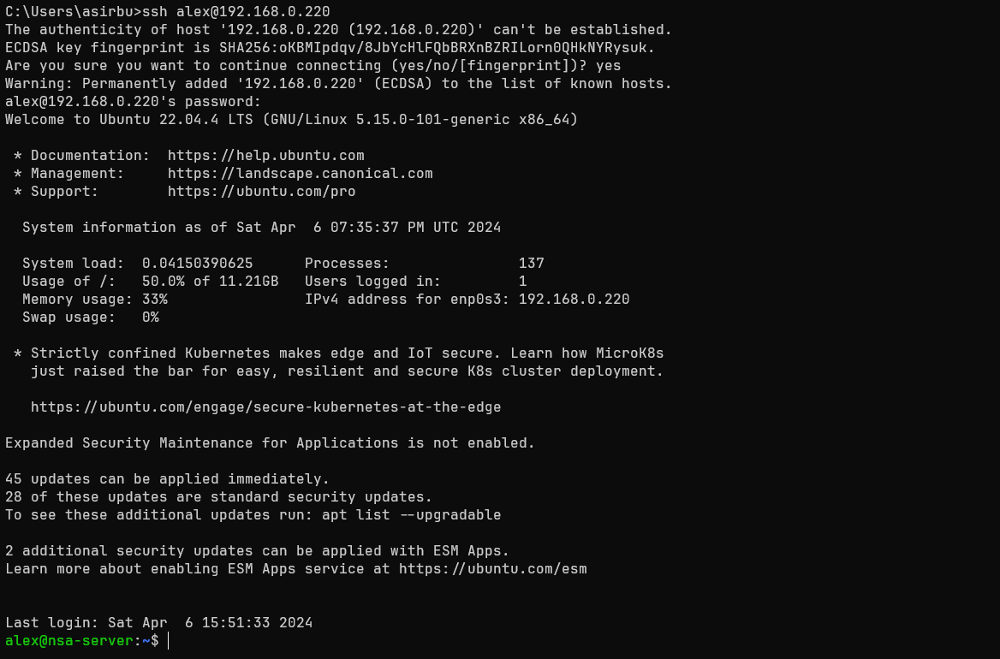 C:\Users\asirbu>ssh alex@192.168.0.220
The authenticity of host '192.168.0.220 (192.168.0.220)' can't be established.
ECDSA key fingerprint is SHA256:oKBMIpdqv/8JbYcHlFQbBRXnBZRILorn0QHkNYRysuk.
Are you sure you want to continue connecting (yes/no/[fingerprint])? yes
Warning: Permanently added '192.168.0.220' (ECDSA) to the list of known hosts.
alex@192.168.0.220's password:
Welcome to Ubuntu 22.04.4 LTS (GNU/Linux 5.15.0-101-generic x86_64)

 * Documentation:  https://help.ubuntu.com
 * Management:     https://landscape.canonical.com
 * Support:        https://ubuntu.com/pro

  System information as of Sat Apr  6 07:35:37 PM UTC 2024

  System load:  0.04150390625      Processes:               137
  Usage of /:   50.0% of 11.21GB   Users logged in:         1
  Memory usage: 33%                IPv4 address for enp0s3: 192.168.0.220
  Swap usage:   0%

 * Strictly confined Kubernetes makes edge and IoT secure. Learn how MicroK8s
   just raised the bar for easy, resilient and secure K8s cluster deployment.

   https://ubuntu.com/engage/secure-kubernetes-at-the-edge

Expanded Security Maintenance for Applications is not enabled.

45 updates can be applied immediately.
28 of these updates are standard security updates.
To see these additional updates run: apt list --upgradable

2 additional security updates can be applied with ESM Apps.
Learn more about enabling ESM Apps service at https://ubuntu.com/esm


Last login: Sat Apr  6 15:51:33 2024
alex@nsa-server:~$